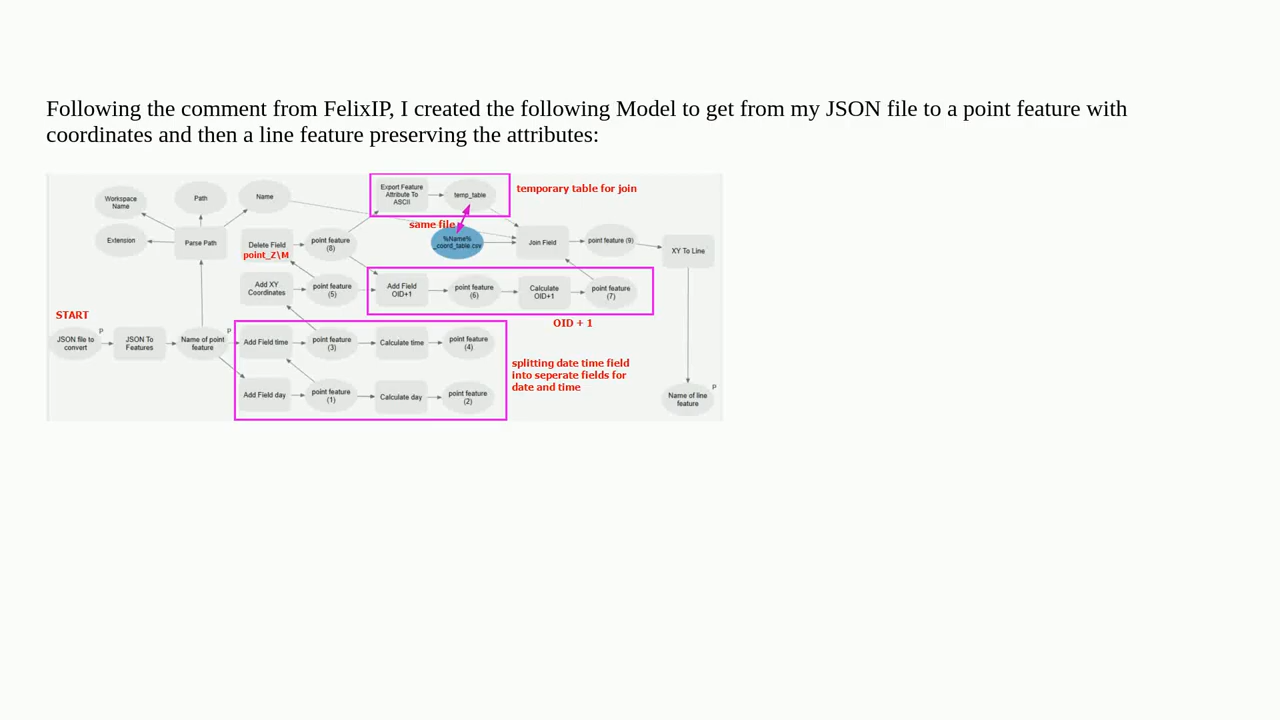 Following the comment from FelixIP, I created the following Model to get from my JSON file to a point feature with
coordinates and then a line feature preserving the attributes:
Workspace
Name
Path
Name
Export Feature
Attribute To
ASCII
temp_table
temporary table for join
same file
Extension
Parse Path
Delete Field
point_Z\M
point feature
(8)
%Name%
_coord_table.csv
Join Field
point feature (9)
XY To Line
Add XY
Coordinates
point feature
(5)
Add Field
OID+1
point feature
(6)
Calculate
OID+1
point feature
(7)
OID + 1
START
JSON file to
convert
P
JSON To
Features
Name of point
feature
P
Add Field time
point feature
(3)
Calculate time
point feature
(4)
splitting date time field
into seperate fields for
date and time
Add Field day
point feature
(1)
Calculate day
point feature
(2)
Name of line
feature
P